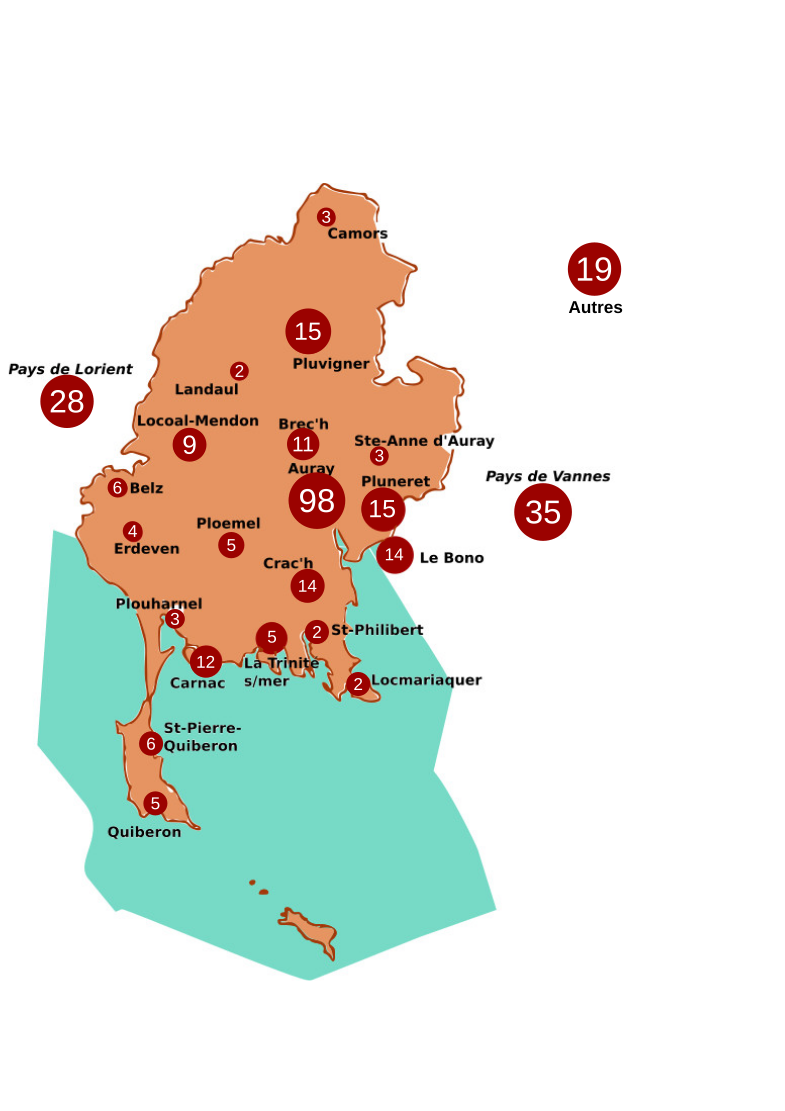 3
Camors
19
Autres
15
Pluvigner
Pays de Lorient
28
2
Landaul
Locoal-Mendon
9
Brec'h
11
Ste-Anne d'Auray
3
Auray
98
Pluneret
15
Pays de Vannes
35
6 Belz
4
Erdeven
Ploemel
5
14 Le Bono
Crac'h
14
Plouharnel
3
5
La Trinite
s/mer
2 St-Philibert
12
Carnac
2 Locmariaquer
St-Pierre-
6 Quiberon
5
Quiberon